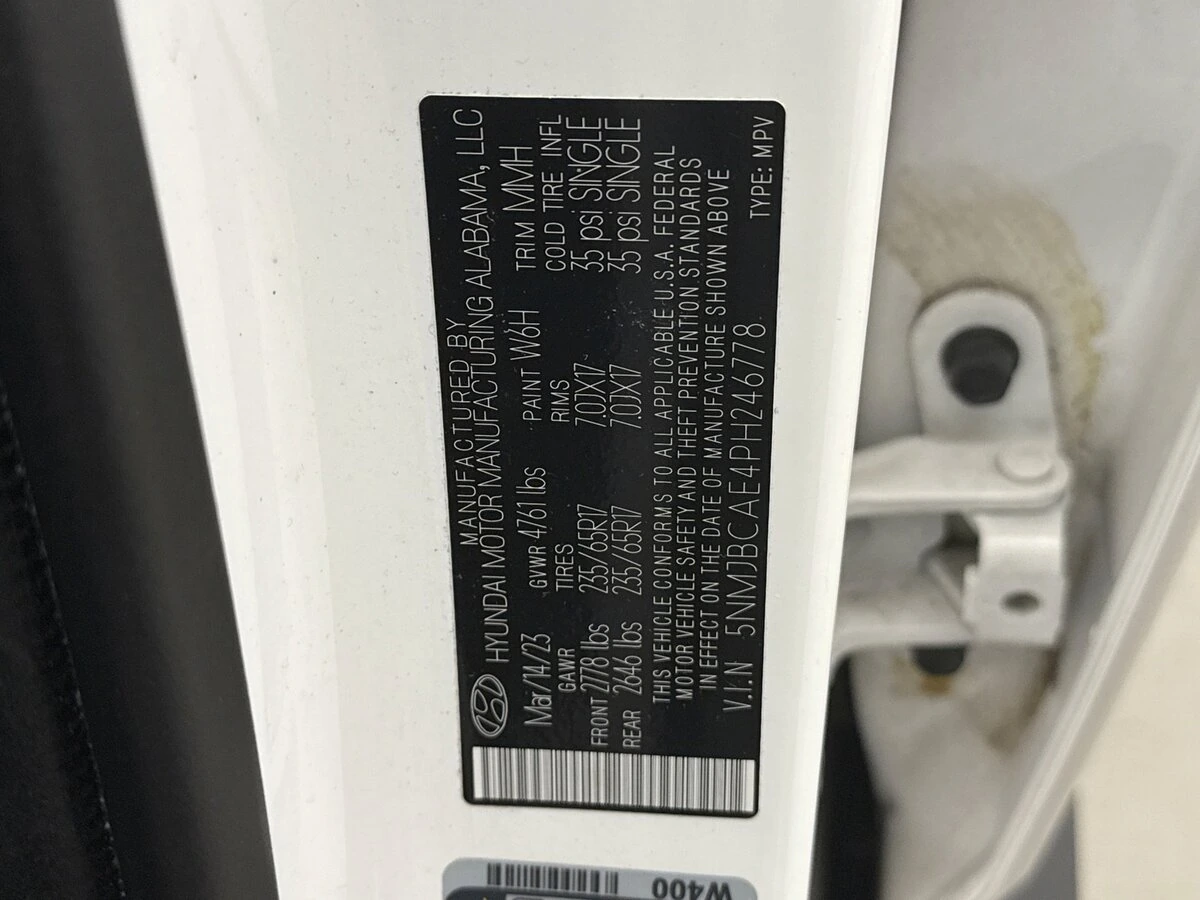 MANUFACTURED BY
HYUNDAI MOTOR MANUFACTURING ALABAMA, LLC
Mar/14/23 GVWR 4761 lbs PAINT W6H TRIM MMH
GAWR TIRES RIMS COLD TIRE INFL
FRONT 2778 lbs 235/65R17 7.0JX17 35 psi SINGLE
REAR 2646 lbs 235/65R17 7.0JX17 35 psi SINGLE
THIS VEHICLE CONFORMS TO ALL APPLICABLE U.S.A. FEDERAL
MOTOR VEHICLE SAFETY AND THEFT PREVENTION STANDARDS
IN EFFECT ON THE DATE OF MANUFACTURE SHOWN ABOVE
V.I.N 5NMJBCAE4PH246778 TYPE: MPV
W400